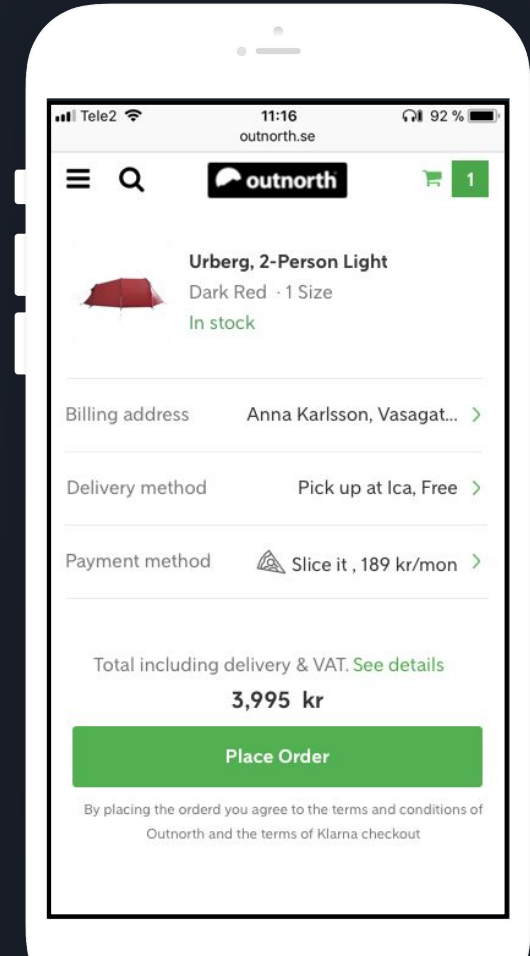 Tele2 11:16 92 %
outnorth.se
outnorth 1
Urberg, 2-Person Light
Dark Red · 1 Size
In stock
Billing address Anna Karlsson, Vasagat...
Delivery method Pick up at Ica, Free
Payment method Slice it , 189 kr/mon
Total including delivery & VAT. See details
3,995 kr
Place Order
By placing the orderd you agree to the terms and conditions of
Outnorth and the terms of Klarna checkout